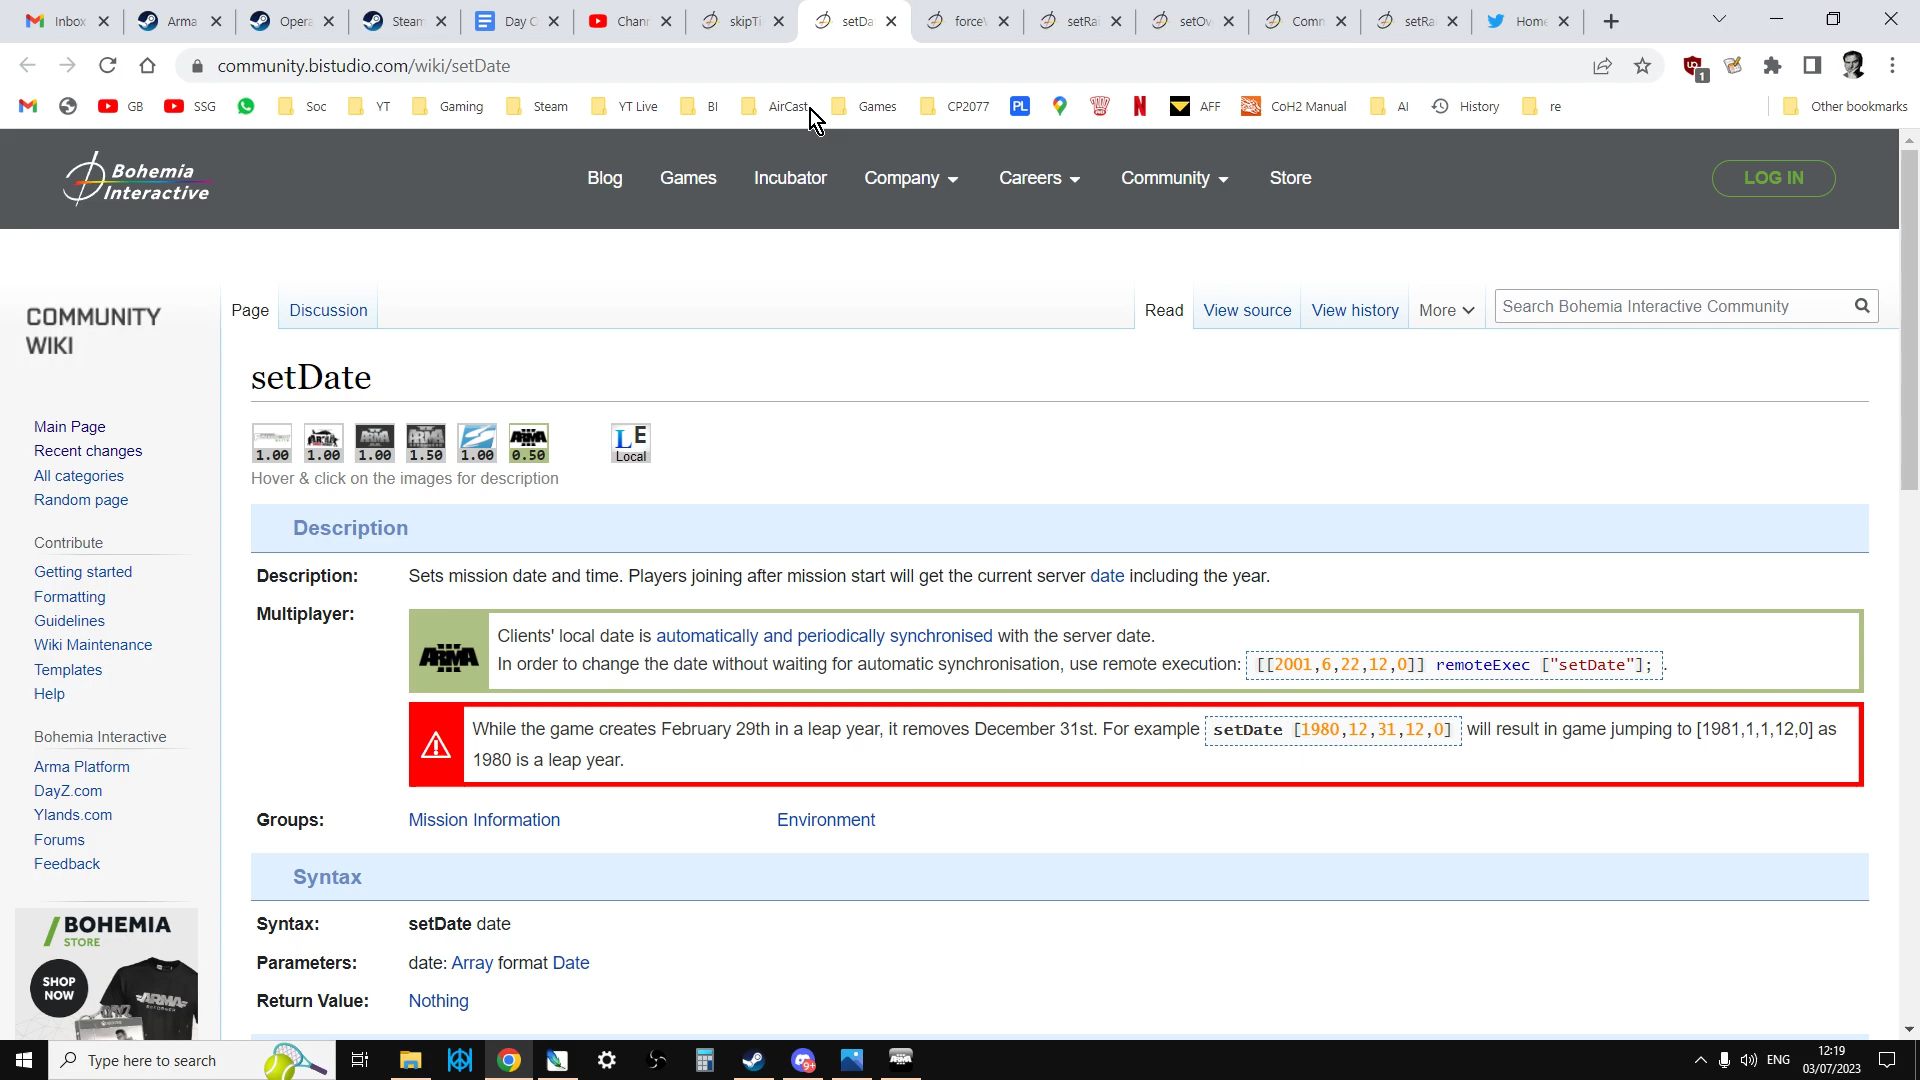 Inbox
Arma
Opera
Steam
Day C
Chann
skipTi
setDa
force
setRai
setOv
Comm
setRa
Home
community.bistudio.com/wiki/setDate
1
GB
SSG
Soc
YT
Gaming
Steam
YT Live
BI
AirCast
Games
CP2077
PL
AFF
CoH2 Manual
AI
History
re
Other bookmarks
Bohemia
Interactive
Blog
Games
Incubator
Company
Careers
Community
Store
LOG IN
COMMUNITY
WIKI
Page
Discussion
Read
View source
View history
More
Search Bohemia Interactive Community
setDate
1.00
1.00
1.00
1.50
1.00
0.50
LE
Local
Hover & click on the images for description
Main Page
Recent changes
All categories
Random page
Contribute
Getting started
Formatting
Guidelines
Wiki Maintenance
Templates
Help
Bohemia Interactive
Arma Platform
DayZ.com
Ylands.com
Forums
Feedback
BOHEMIA
STORE
SHOP
NOW
Description
Description: Sets mission date and time. Players joining after mission start will get the current server date including the year.
Multiplayer:
ARMA
Clients' local date is automatically and periodically synchronised with the server date.
In order to change the date without waiting for automatic synchronisation, use remote execution: [[2001,6,22,12,0]] remoteExec ["setDate"]; .
While the game creates February 29th in a leap year, it removes December 31st. For example setDate [1980,12,31,12,0] will result in game jumping to [1981,1,1,12,0] as
1980 is a leap year.
Groups: Mission Information Environment
Syntax
Syntax: setDate date
Parameters: date: Array format Date
Return Value: Nothing
Type here to search
9+
ENG
12:19
03/07/2023